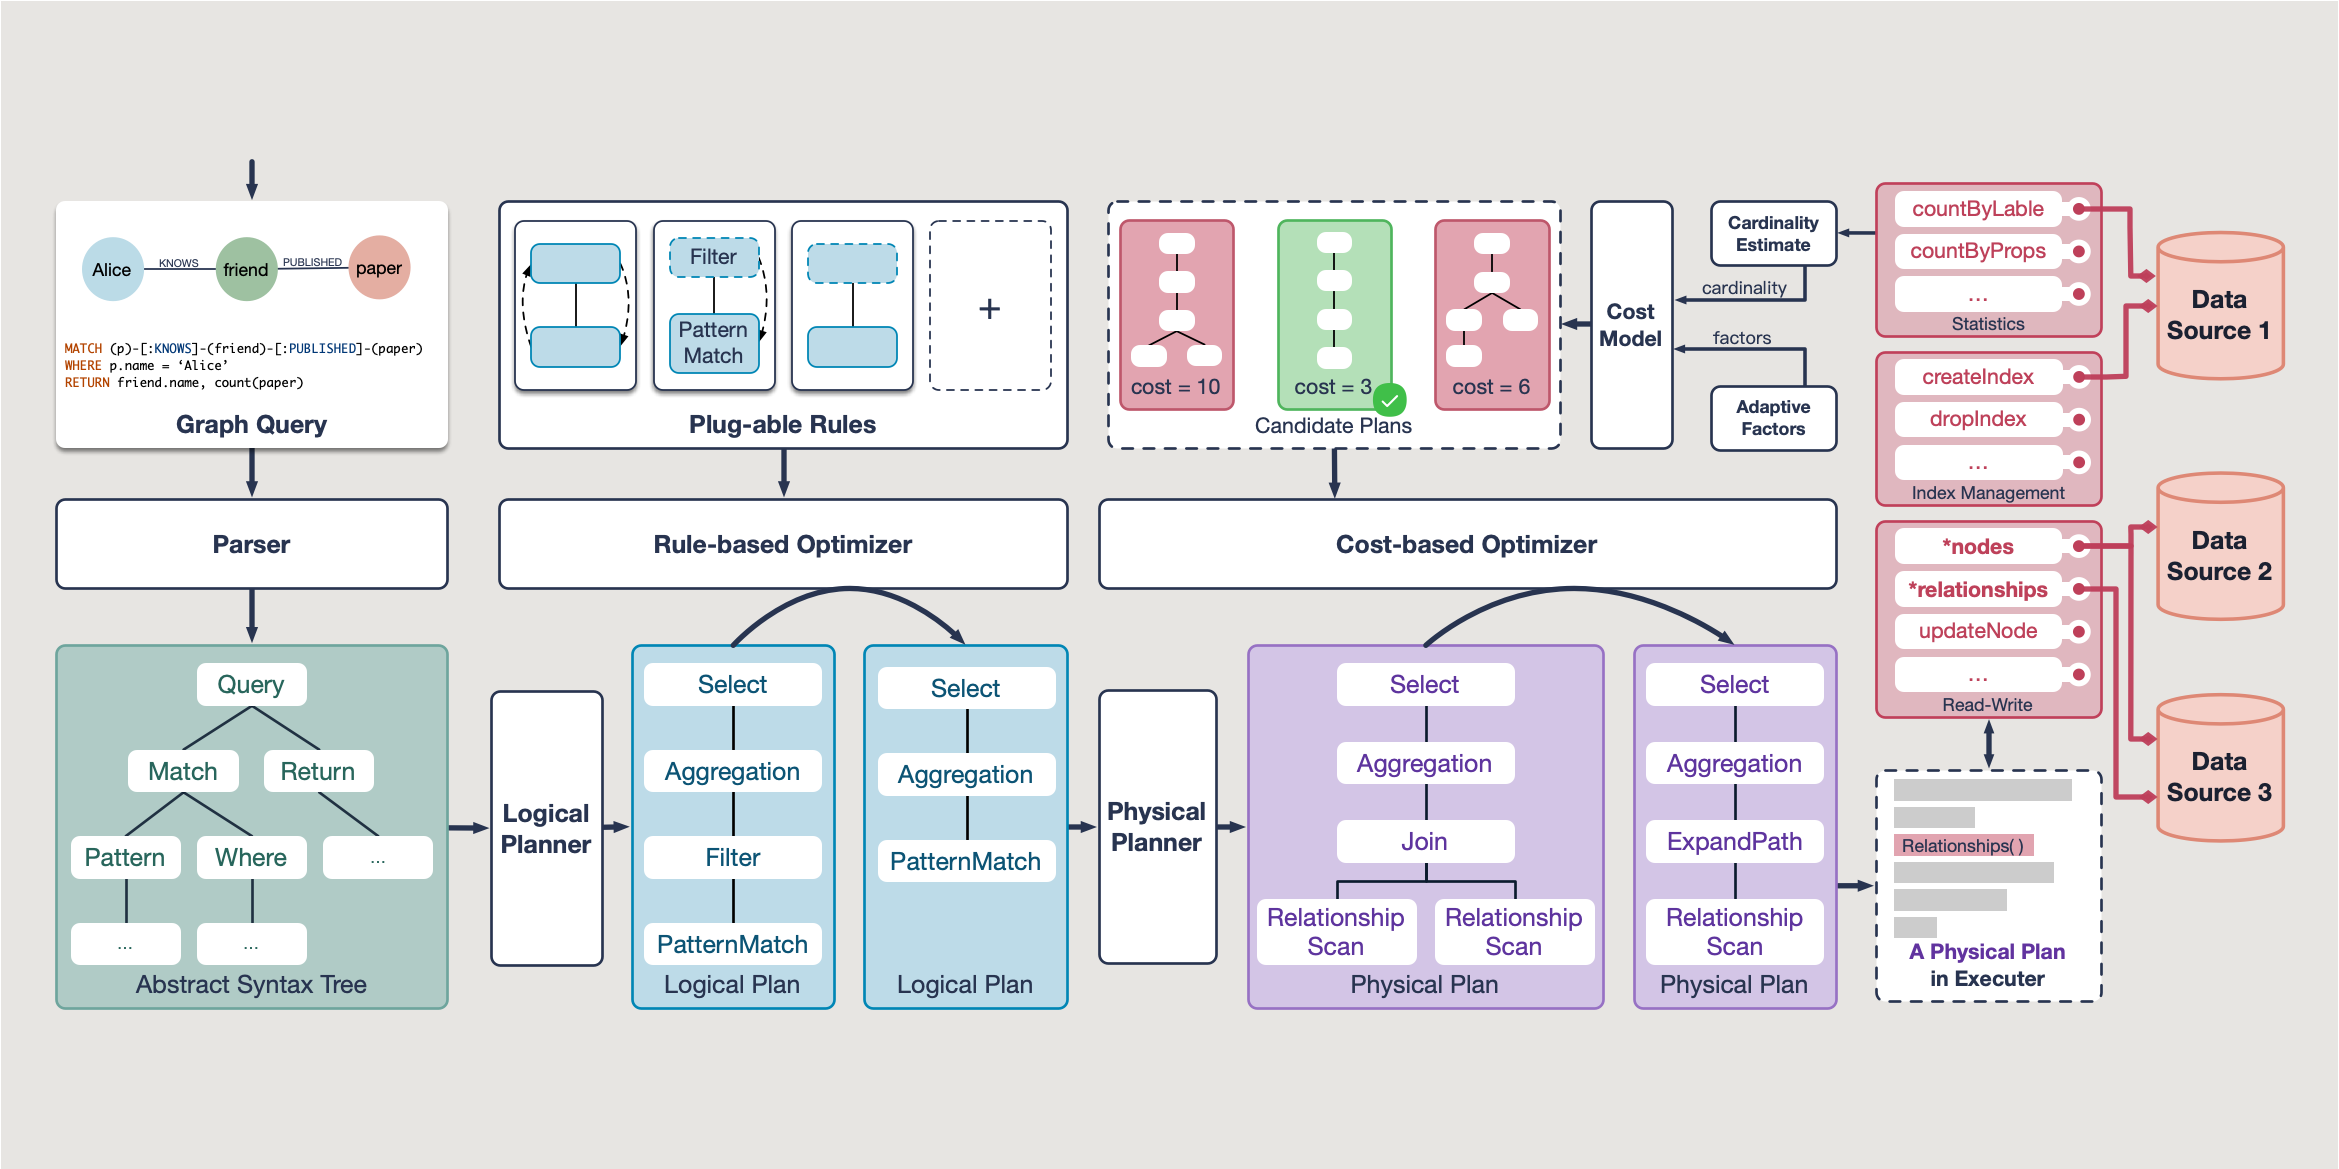 Alice
KNOWS
friend
PUBLISHED
paper
MATCH (p)-[:KNOWS]-(friend)-[:PUBLISHED]-(paper)
WHERE p.name = ‘Alice’
RETURN friend.name, count(paper)
Graph Query
Parser
Query
Match
Return
Pattern
Where
...
...
...
Abstract Syntax Tree
Filter
Pattern
Match
+
Plug-able Rules
Rule-based Optimizer
Logical
Planner
Select
Aggregation
Filter
PatternMatch
Logical Plan
Select
Aggregation
PatternMatch
Logical Plan
cost = 10
cost = 3
cost = 6
Candidate Plans
Cost
Model
Cardinality
Estimate
cardinality
factors
Adaptive
Factors
Cost-based Optimizer
Physical
Planner
Select
Aggregation
Join
Relationship
Scan
Relationship
Scan
Physical Plan
Select
Aggregation
ExpandPath
Relationship
Scan
Physical Plan
countByLable
countByProps
...
Statistics
createIndex
dropIndex
...
Index Management
*nodes
*relationships
updateNode
...
Read-Write
Relationships( )
A Physical Plan
in Executer
Data
Source 1
Data
Source 2
Data
Source 3